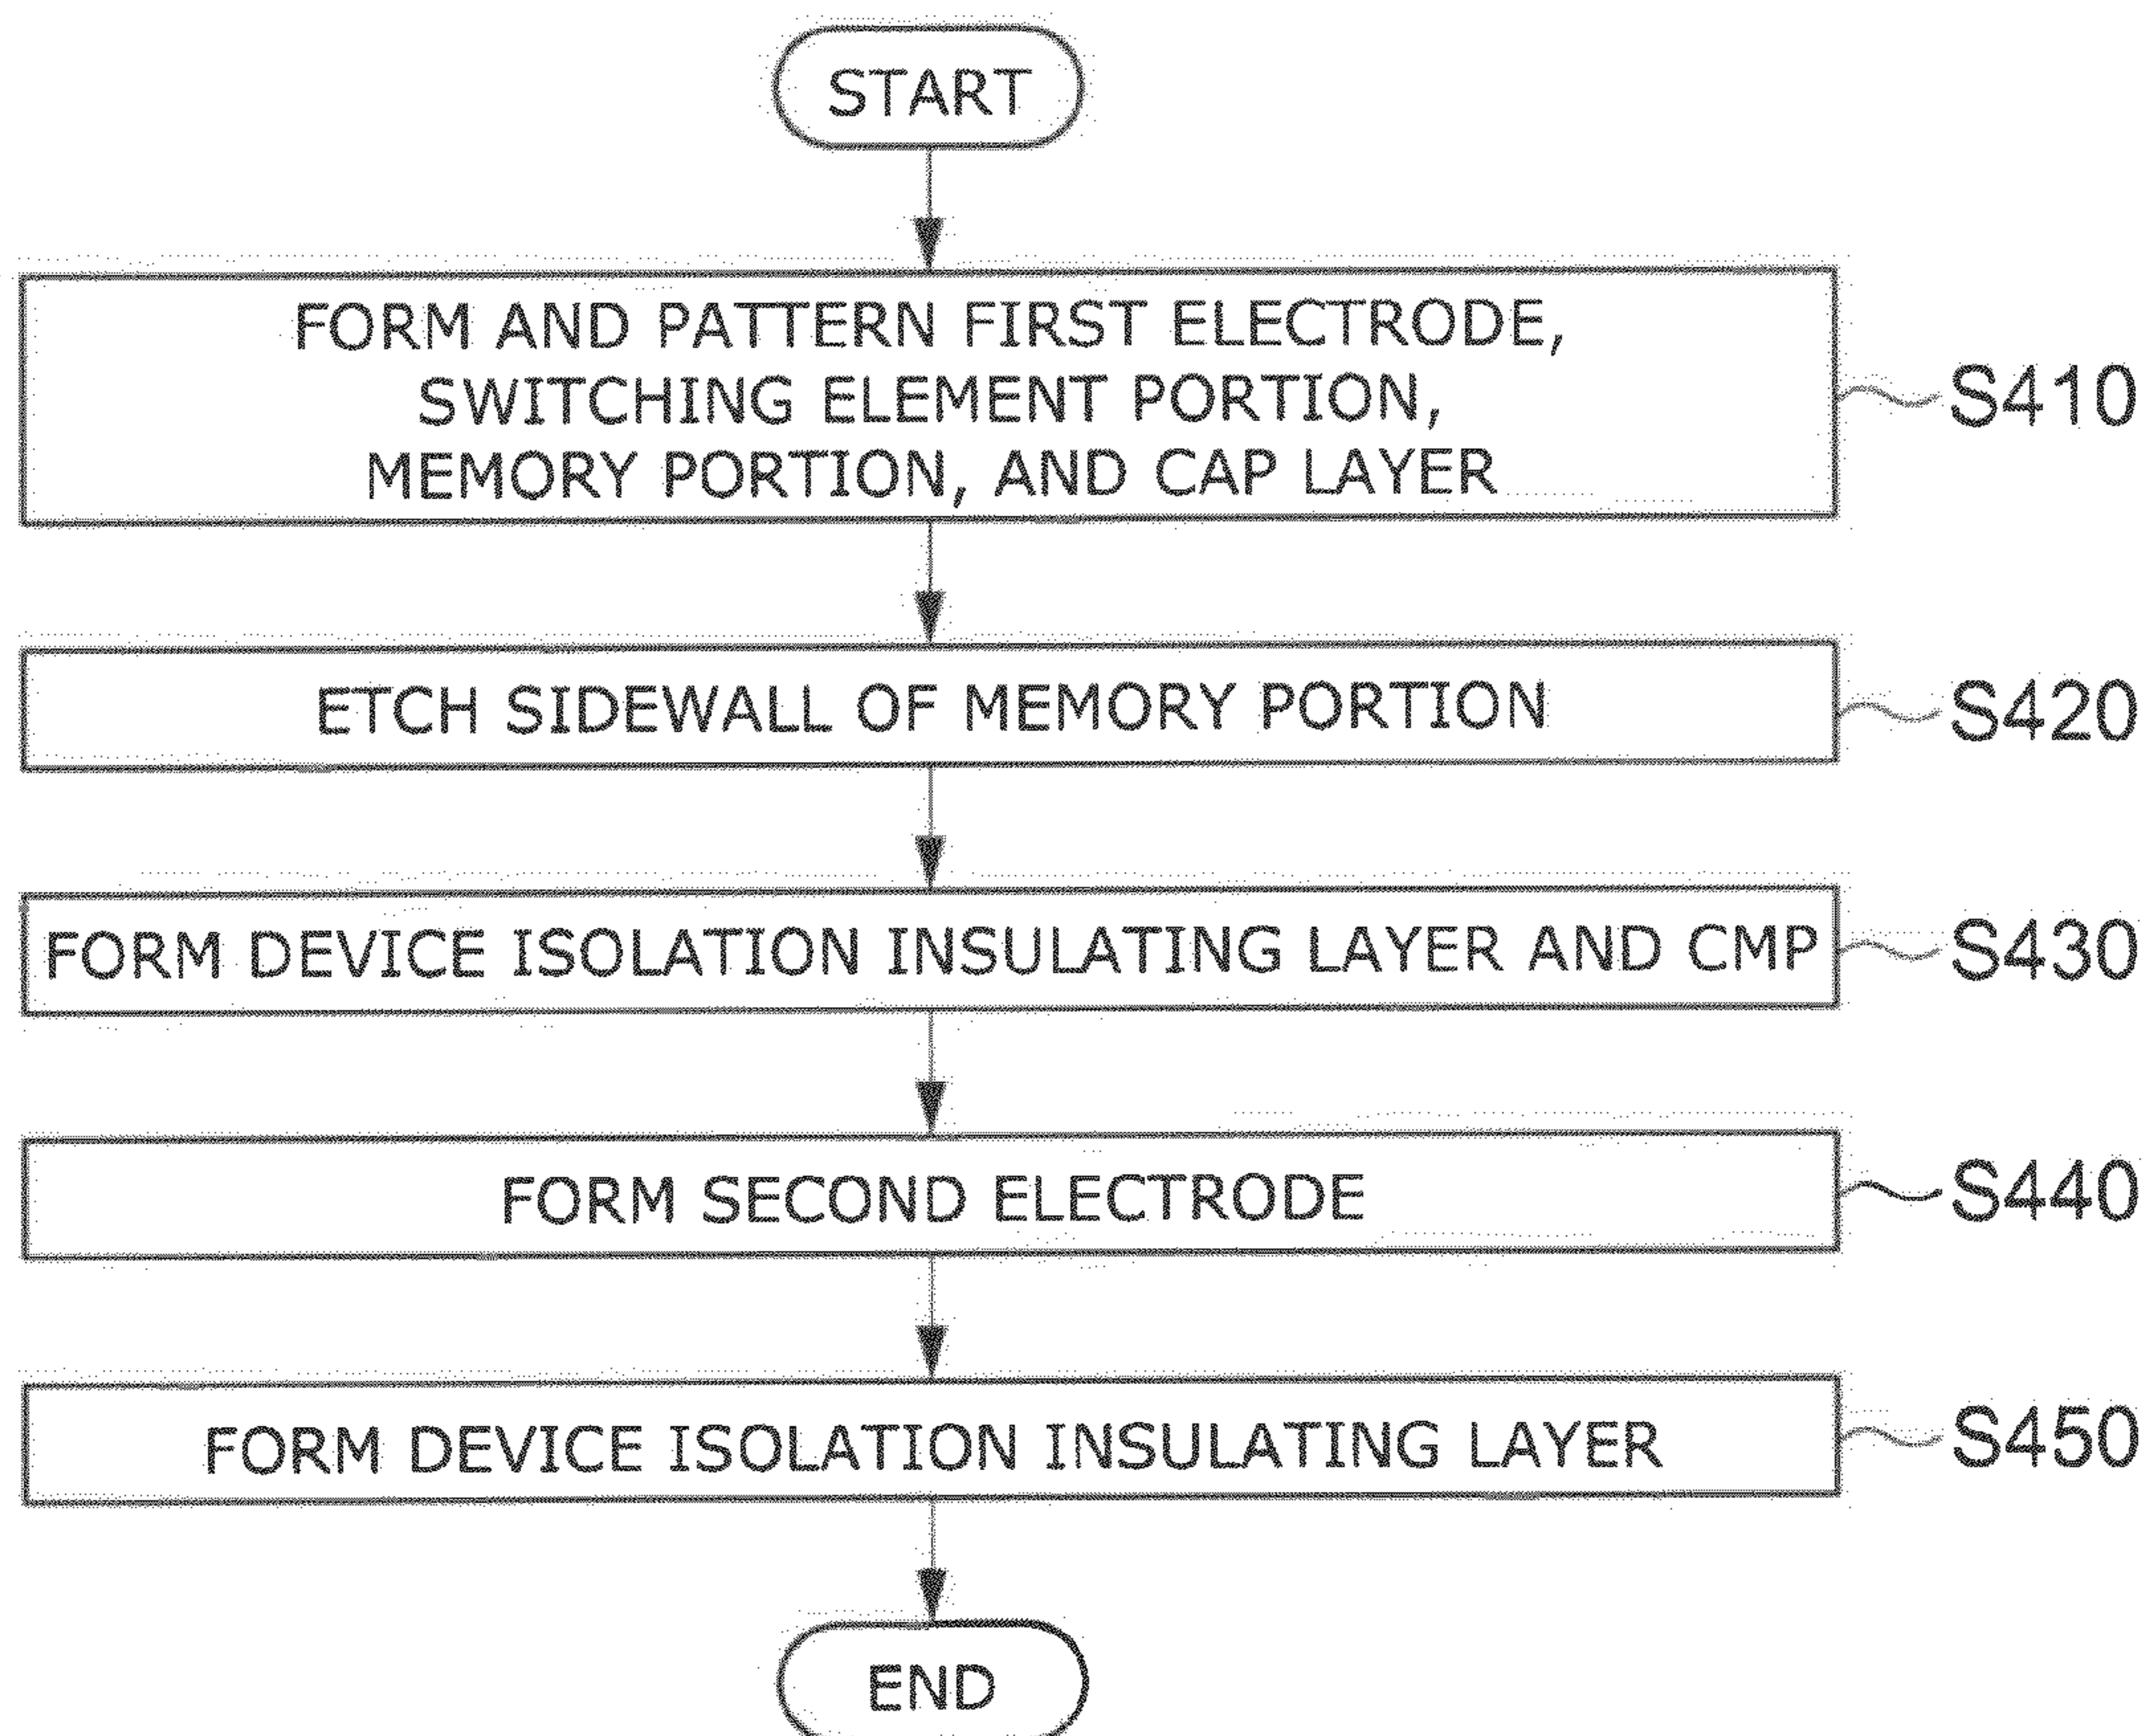 START
FORM AND PATTERN FIRST ELECTRODE,
SWITCHING ELEMENT PORTION,
MEMORY PORTION, AND CAP LAYER
S410
ETCH SIDEWALL OF MEMORY PORTION
S420
FORM DEVICE ISOLATION INSULATING LAYER AND CMP
S430
FORM SECOND ELECTRODE
S440
FORM DEVICE ISOLATION INSULATING LAYER
S450
END